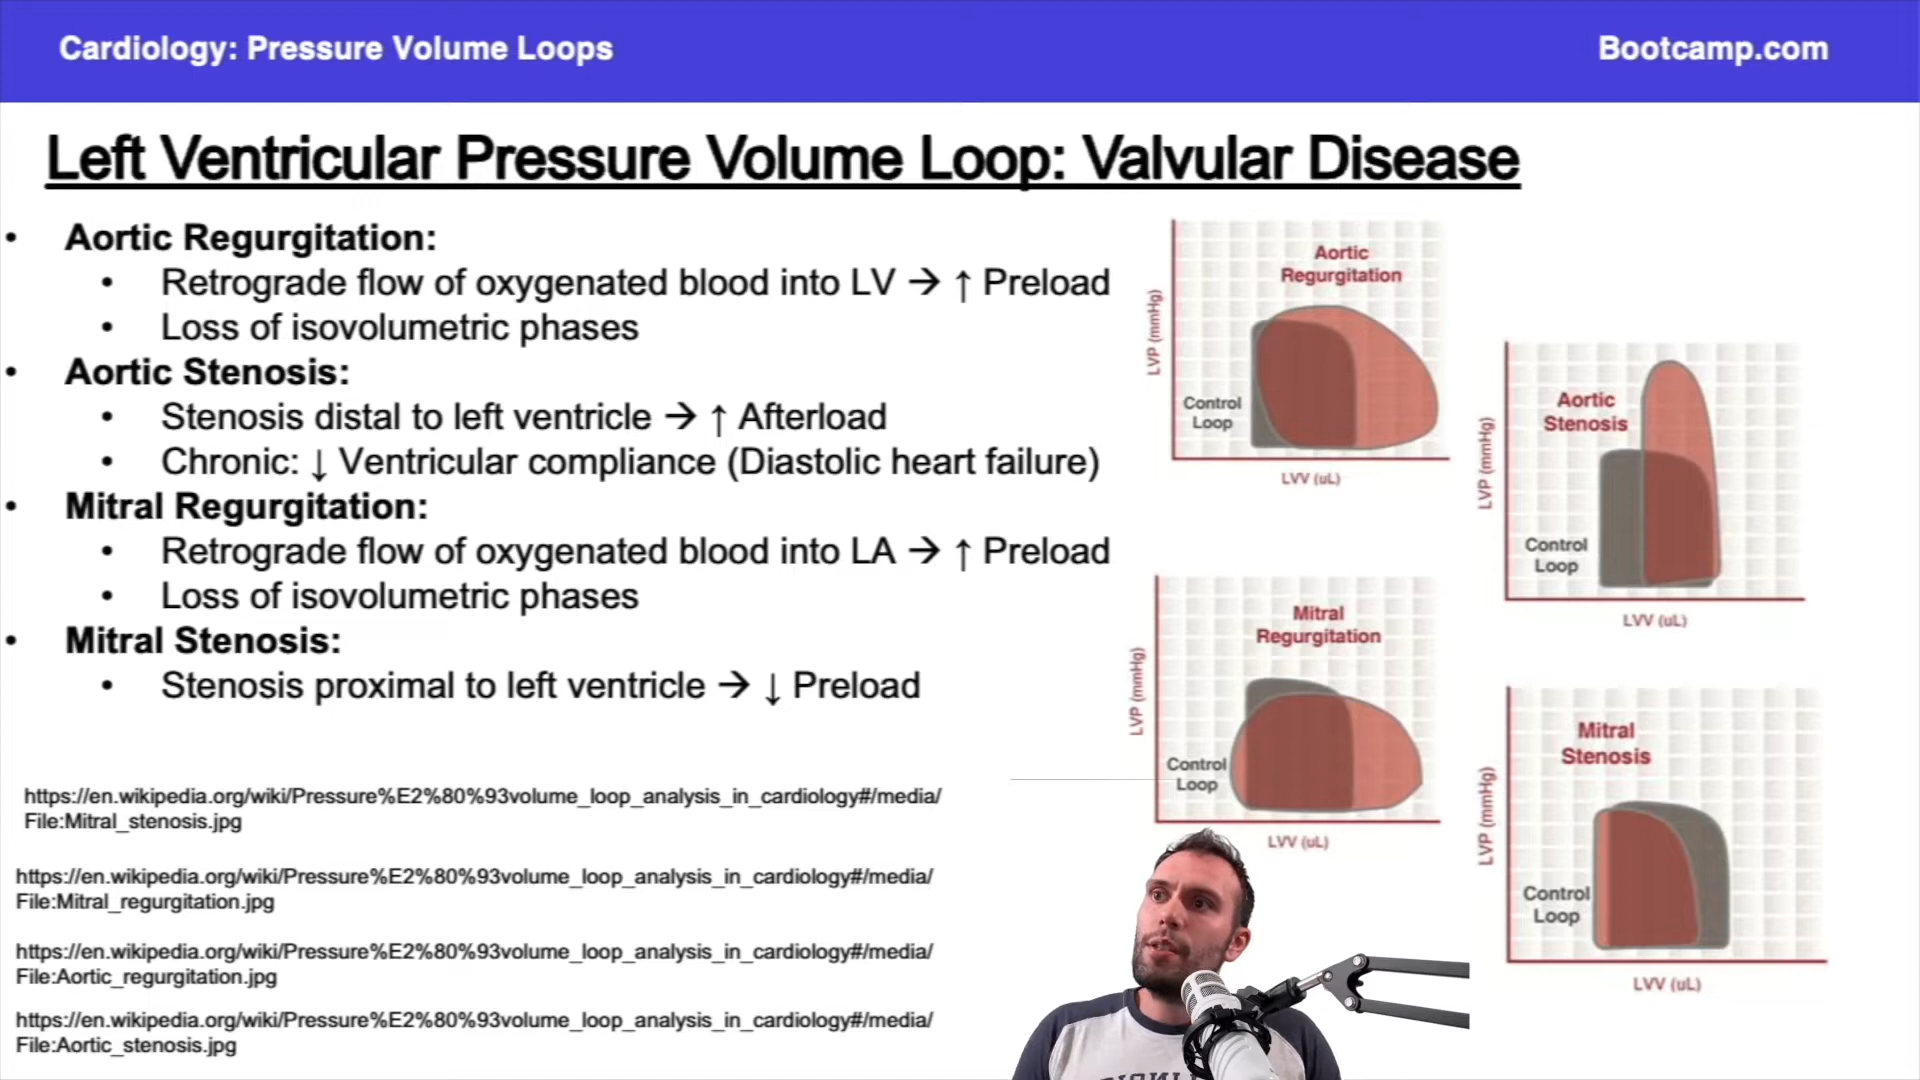 Cardiology: Pressure Volume Loops
Bootcamp.com
Left Ventricular Pressure Volume Loop: Valvular Disease
• Aortic Regurgitation:
• Retrograde flow of oxygenated blood into LV → ↑ Preload
• Loss of isovolumetric phases
• Aortic Stenosis:
• Stenosis distal to left ventricle → ↑ Afterload
• Chronic: ↓ Ventricular compliance (Diastolic heart failure)
• Mitral Regurgitation:
• Retrograde flow of oxygenated blood into LA → ↑ Preload
• Loss of isovolumetric phases
• Mitral Stenosis:
• Stenosis proximal to left ventricle → ↓ Preload
https://en.wikipedia.org/wiki/Pressure%E2%80%93volume_loop_analysis_in_cardiology#/media/
File:Mitral_stenosis.jpg
https://en.wikipedia.org/wiki/Pressure%E2%80%93volume_loop_analysis_in_cardiology#/media/
File:Mitral_regurgitation.jpg
https://en.wikipedia.org/wiki/Pressure%E2%80%93volume_loop_analysis_in_cardiology#/media/
File:Aortic_regurgitation.jpg
https://en.wikipedia.org/wiki/Pressure%E2%80%93volume_loop_analysis_in_cardiology#/media/
File:Aortic_stenosis.jpg
Aortic
Regurgitation
LVP (mmHg)
Control
Loop
LVV (uL)
Aortic
Stenosis
LVP (mmHg)
Control
Loop
LVV (uL)
Mitral
Regurgitation
LVP (mmHg)
Control
Loop
LVV (uL)
Mitral
Stenosis
LVP (mmHg)
Control
Loop
LVV (uL)